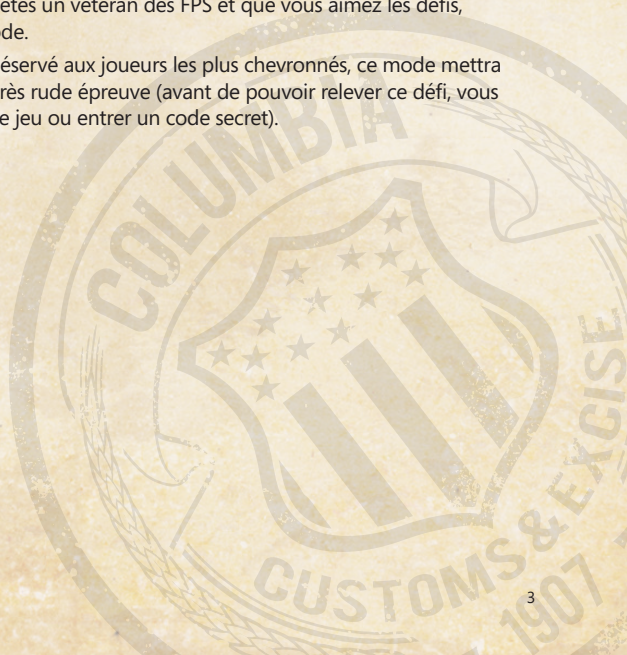 êtes un vétéran des FPS et que vous aimez les défis,
ode.
éservé aux joueurs les plus chevronnés, ce mode mettra
rès rude épreuve (avant de pouvoir relever ce défi, vous
e jeu ou entrer un code secret).
COLUMBIA
CUSTOMS & EXCISE
1907
3